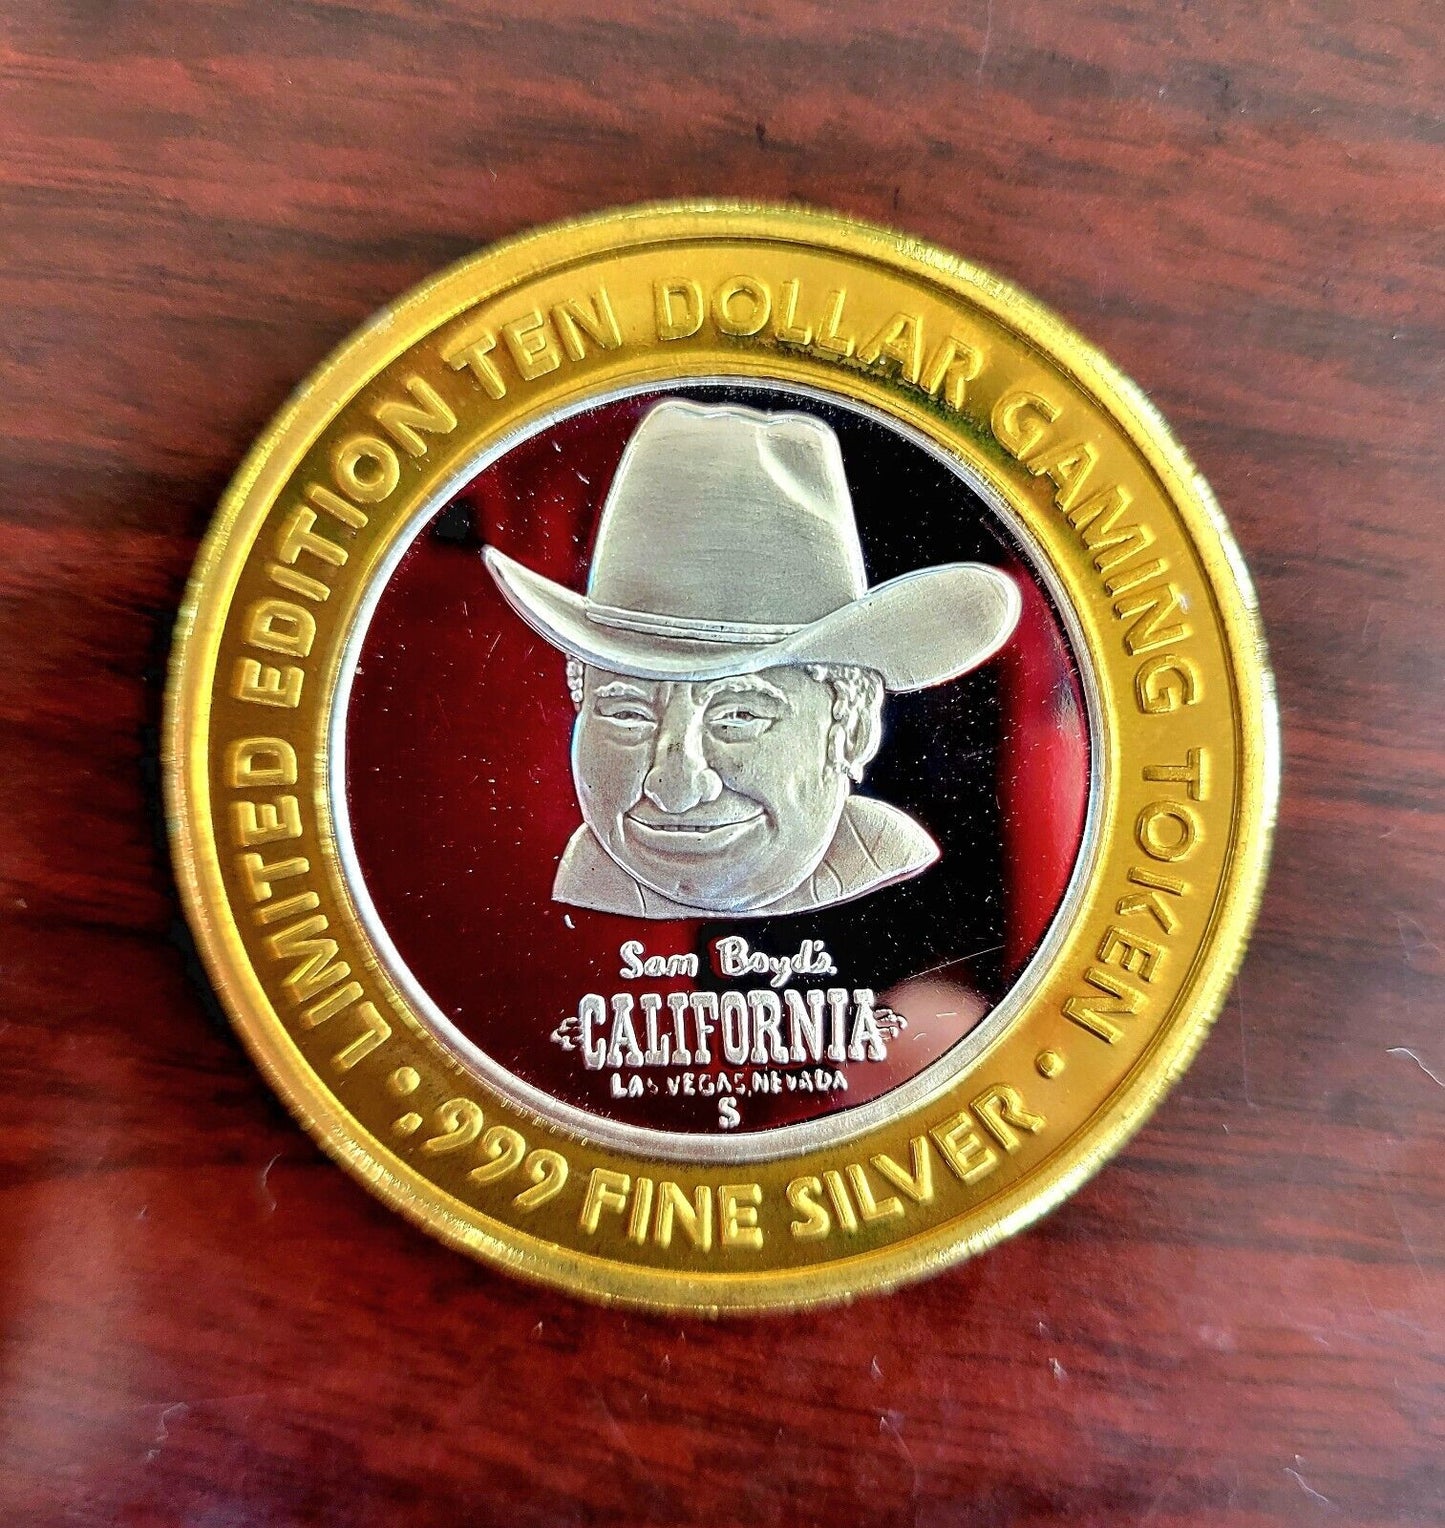 LIMITED EDITION TEN DOLLAR GAMING TOKEN
• .999 FINE SILVER •
Sam Boyd's
CALIFORNIA
LAS VEGAS, NEVADA
S